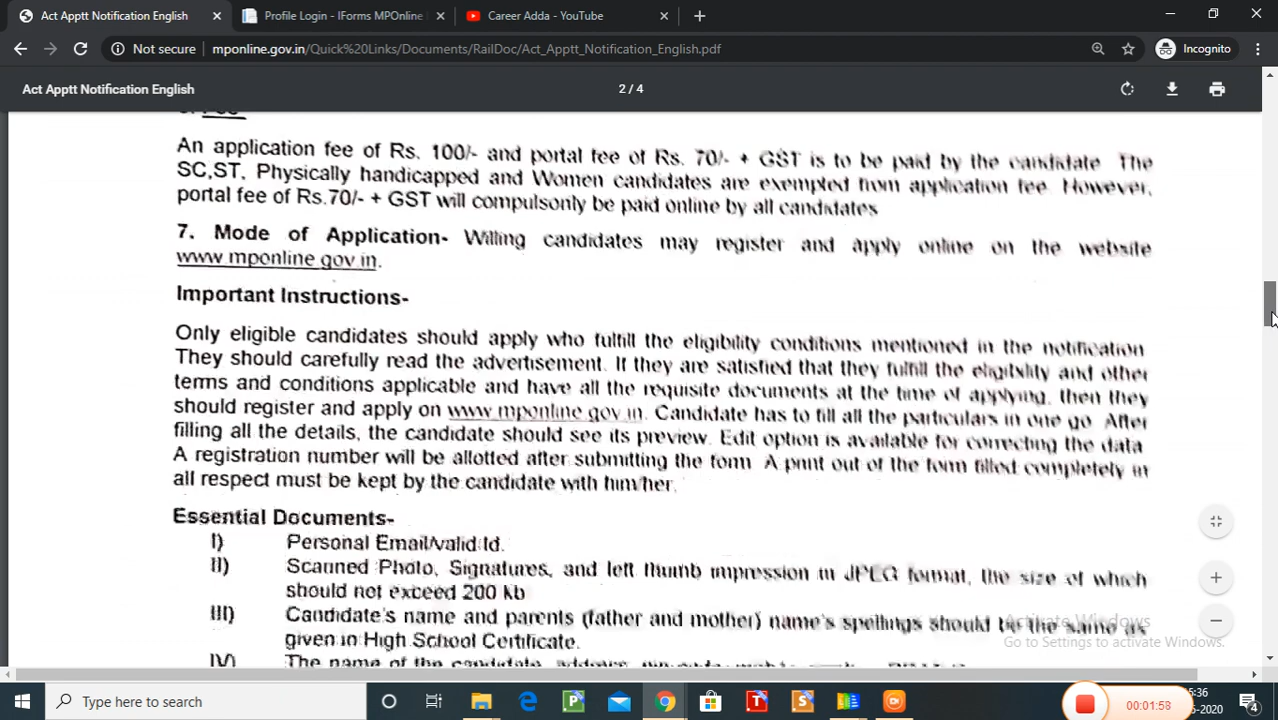 Act Apptt Notification English
Profile Login - IForms MPOnline
Career Adda - YouTube
Not secure
mponline.gov.in/Quick%20Links/Documents/RailDoc/Act_Apptt_Notification_English.pdf
Incognito
Act Apptt Notification English
2 / 4
An application fee of Rs. 100/- and portal fee of Rs. 70/- + GST is to be paid by the candidate The
SC,ST, Physically handicapped and Women candidates are exempted from application fee. However,
portal fee of Rs.70/- + GST will compulsorily be paid online by all candidates
7. Mode of Application- Willing candidates may register and apply online on the website
www mponline gov in.
Important Instructions-
Only eligible candidates should apply who fulfill the eligibility conditions mentioned in the notification
They should carefully read the advertisement. If they are satisfied that they fulfill the eligibility and other
terms and conditions applicable and have all the requisite documents at the time of applying, then they
should register and apply on www mponline gov in. Candidate has to fill all the particulars in one go After
filling all the details, the candidate should see its preview. Edit option is available for correcting the data
A registration number will be allotted after submitting the form A print out of the form filled completely in
all respect must be kept by the candidate with him/her.
Essential Documents-
I) Personal Email/valid Id.
II) Scanned Photo, Signatures, and left thumb impression in JPEG format, the size of which
should not exceed 200 kb
III) Candidate's name and parents (father and mother) name's spellings should be the same as
given in High School Certificate.
IV) The name of the candidate, address,
Activate Windows
Go to Settings to activate Windows.
Type here to search
00:01:58
5:36
-2020
4